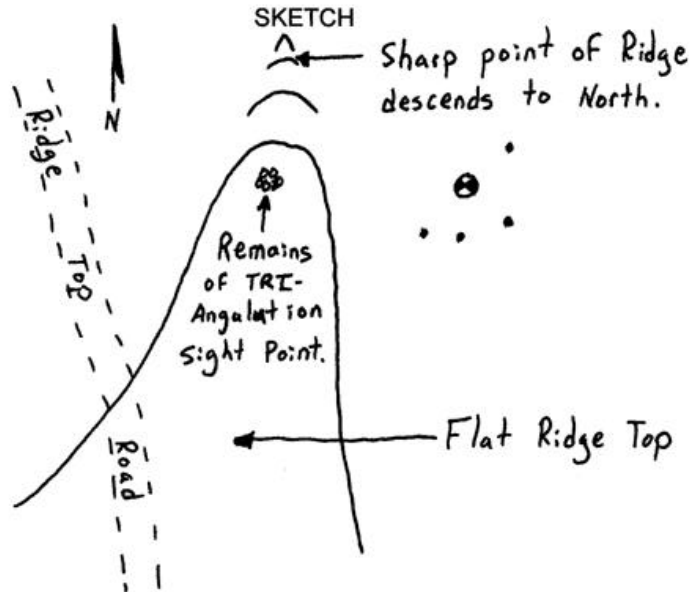 SKETCH
Sharp point of Ridge
descends to North.
N
Ridge
Top
Road
Remains
of TRI-
Angulation
sight Point.
Flat Ridge Top